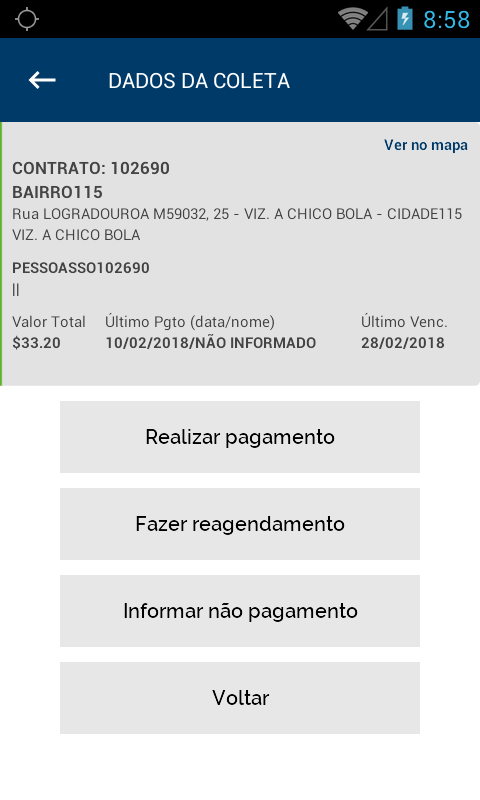 8:58
DADOS DA COLETA
Ver no mapa
CONTRATO: 102690
BAIRRO115
Rua LOGRADOUROA M59032, 25 - VIZ. A CHICO BOLA - CIDADE115
VIZ. A CHICO BOLA
PESSOASSO102690
||
Valor Total Último Pgto (data/nome) Último Venc.
$33.20 10/02/2018/NÃO INFORMADO 28/02/2018
Realizar pagamento
Fazer reagendamento
Informar não pagamento
Voltar